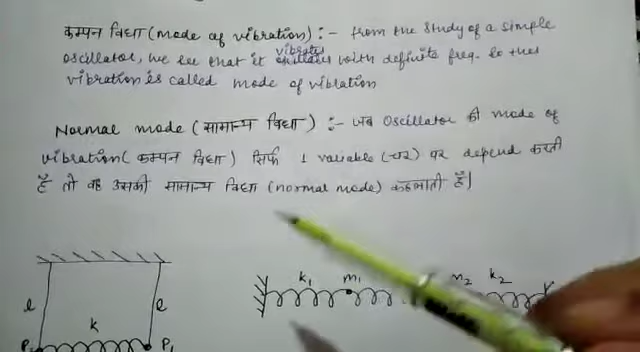 कम्पन विधा (mode of vibration) :- from the study of a simple
oscillator, we see that it vibrates with definite freq. So this
vibration is called mode of vibration
Normal mode (सामान्य विधा) :- जब oscillator की mode of
vibration (कम्पन विधा) सिर्फ 1 variable (चर) पर depend करती
है तो वह उसकी सामान्य विधा (normal mode) कहलाती है।
k₁ m₁ m₂ k₂
l k l
P₁